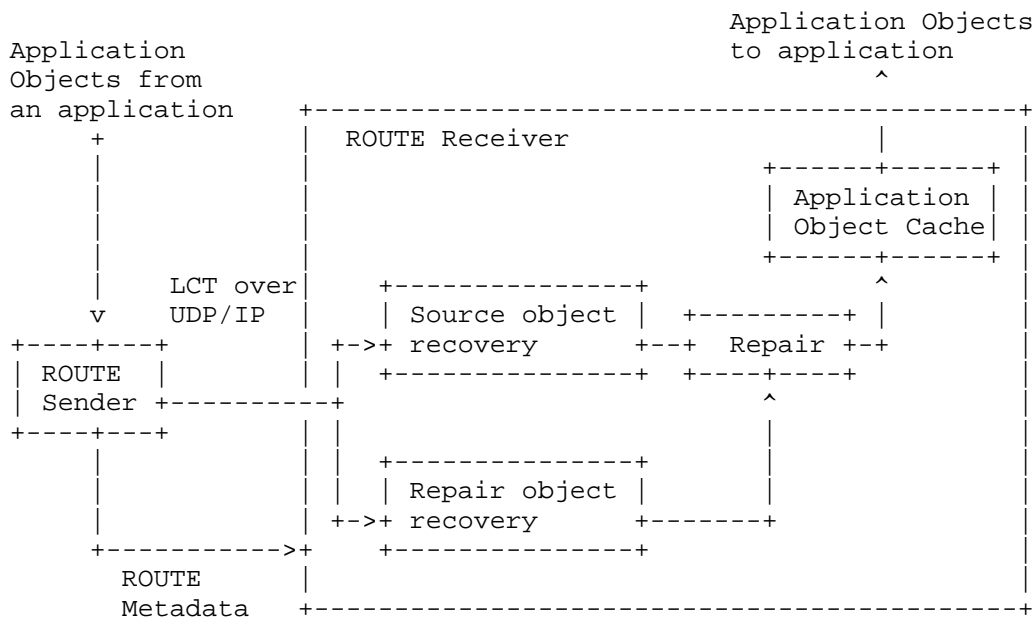 Application Objects
to application
Application
Objects from
an application
ROUTE Receiver
Application
Object Cache
LCT over
UDP/IP
Source object
recovery
Repair
ROUTE
Sender
Repair object
recovery
ROUTE
Metadata